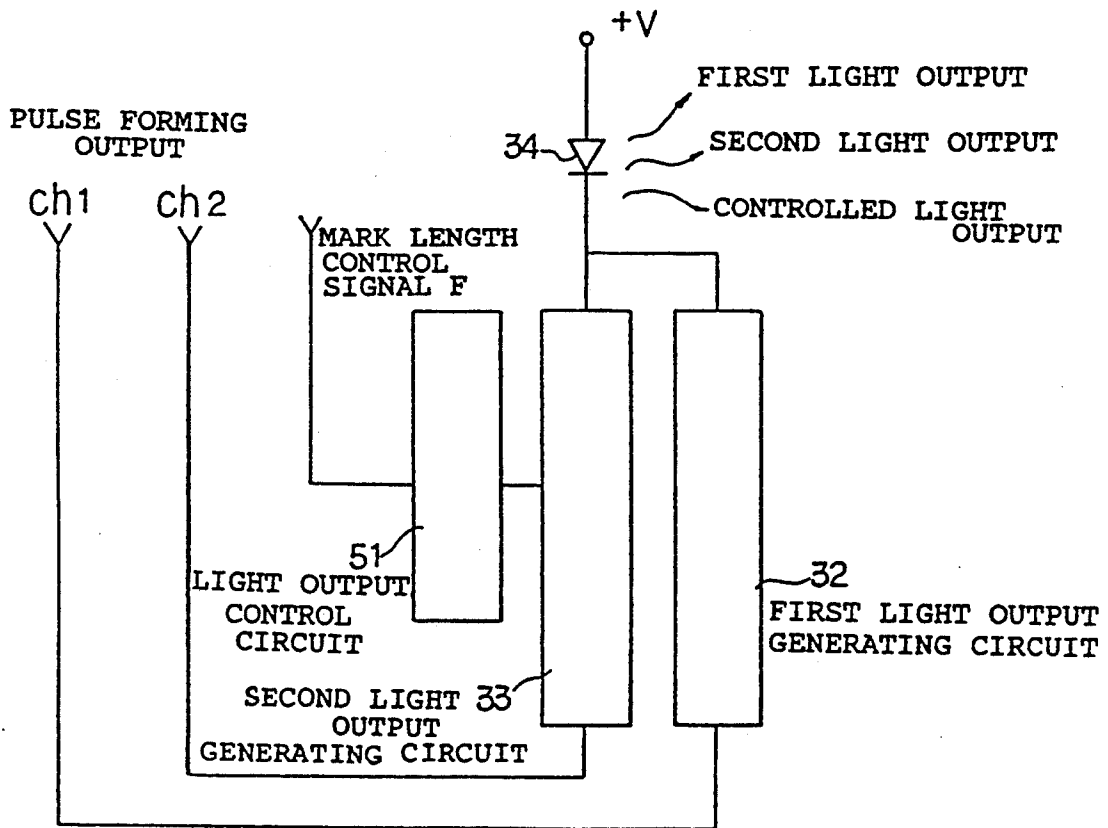 +V
FIRST LIGHT OUTPUT
PULSE FORMING
OUTPUT
34
SECOND LIGHT OUTPUT
Ch1
Ch2
CONTROLLED LIGHT
OUTPUT
MARK LENGTH
CONTROL
SIGNAL F
51
LIGHT OUTPUT
CONTROL
CIRCUIT
32
FIRST LIGHT OUTPUT
GENERATING CIRCUIT
SECOND LIGHT 33
OUTPUT
GENERATING CIRCUIT